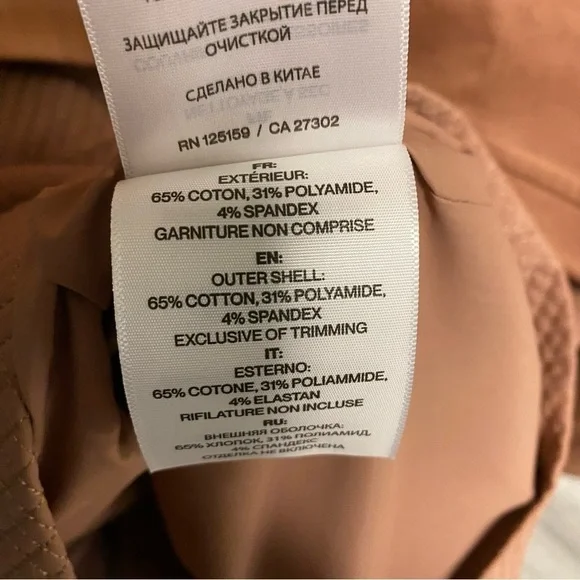 ЗАЩИЩАЙТЕ ЗАКРЫТИЕ ПЕРЕД
ОЧИСТКОЙ
СДЕЛАНО В КИТАЕ
RN 125159 / CA 27302
FR:
EXTÉRIEUR:
65% COTON, 31% POLYAMIDE,
4% SPANDEX
GARNITURE NON COMPRISE
EN:
OUTER SHELL:
65% COTTON, 31% POLYAMIDE,
4% SPANDEX
EXCLUSIVE OF TRIMMING
IT:
ESTERNO:
65% COTONE, 31% POLIAMMIDE,
4% ELASTAN
RIFILATURE NON INCLUSE
RU:
ВНЕШНЯЯ ОБОЛОЧКА:
65% ХЛОПОК, 31% ПОЛИАМИД,
4% СПАНДЕКС
ОТДЕЛКА НЕ ВКЛЮЧЕНА